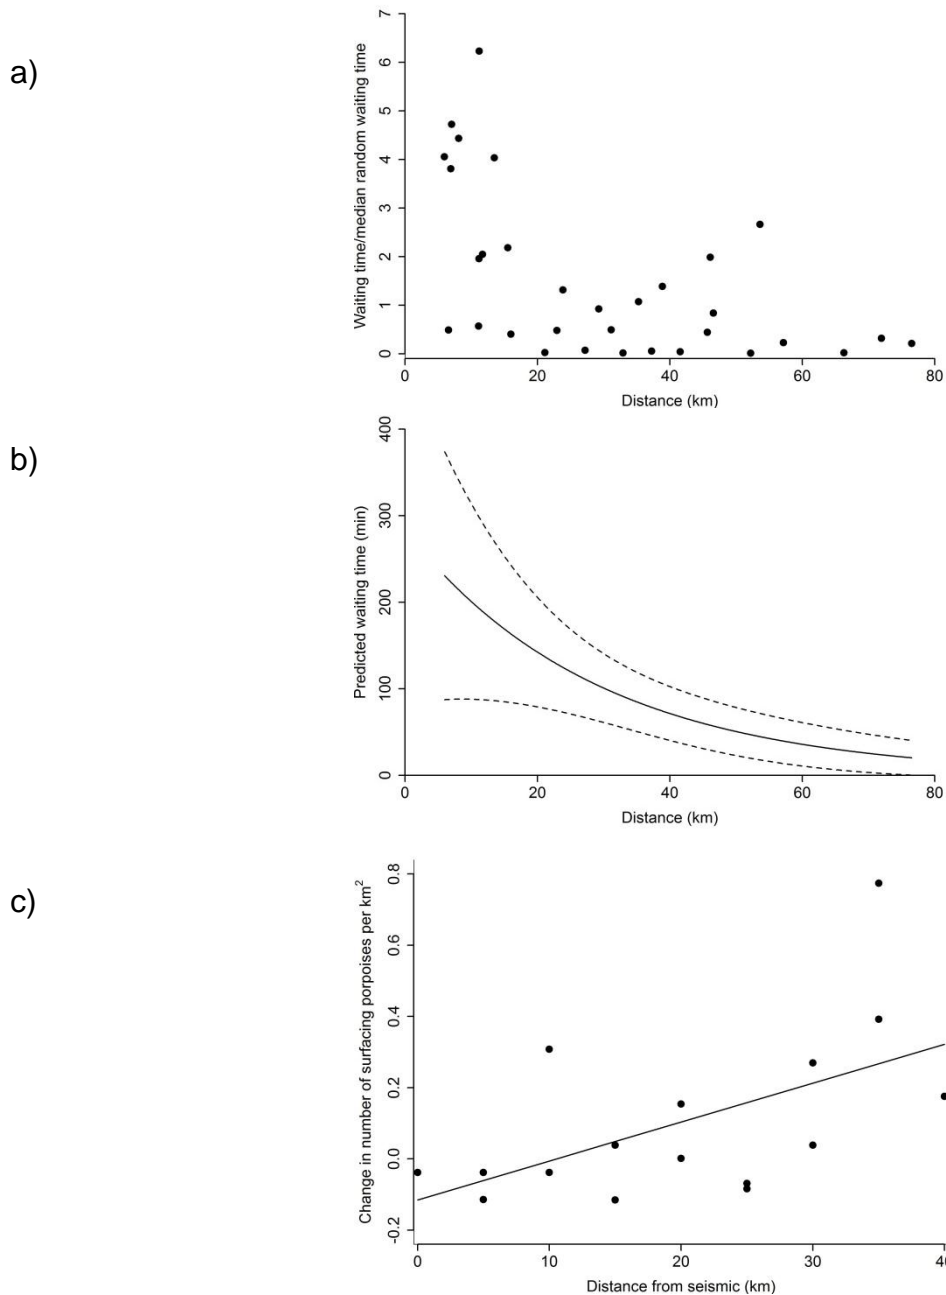 a)
Waiting time/median random waiting time
7
6
5
4
3
2
1
0
0 20 40 60 80
Distance (km)
b)
Predicted waiting time (min)
400
300
200
100
0
0 20 40 60 80
Distance (km)
c)
Change in number of surfacing porpoises per km²
0.8
0.6
0.4
0.2
0.0
-0.2
0 10 20 30 40
Distance from seismic (km)